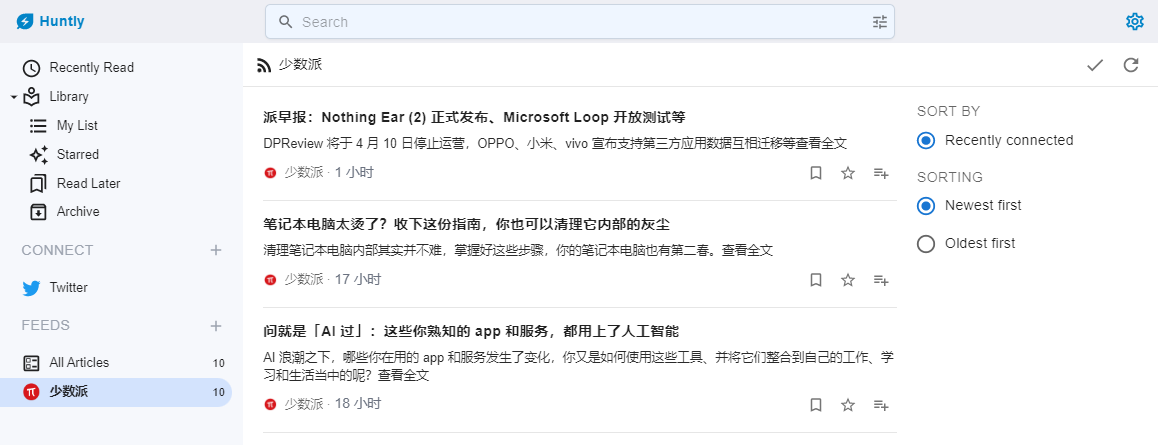 Huntly
Search
Recently Read
Library
My List
Starred
Read Later
Archive
CONNECT
Twitter
FEEDS
All Articles 10
少数派 10
少数派
派早报：Nothing Ear (2) 正式发布、Microsoft Loop 开放测试等
DPReview 将于 4 月 10 日停止运营，OPPO、小米、vivo 宣布支持第三方应用数据互相迁移等查看全文
少数派 · 1 小时
笔记本电脑太烫了？收下这份指南，你也可以清理它内部的灰尘
清理笔记本电脑内部其实并不难，掌握好这些步骤，你的笔记本电脑也有第二春。查看全文
少数派 · 17 小时
问就是「AI 过」：这些你熟知的 app 和服务，都用上了人工智能
AI 浪潮之下，哪些你在用的 app 和服务发生了变化，你又是如何使用这些工具、并将它们整合到自己的工作、学
习和生活当中的呢？查看全文
少数派 · 18 小时
SORT BY
Recently connected
SORTING
Newest first
Oldest first